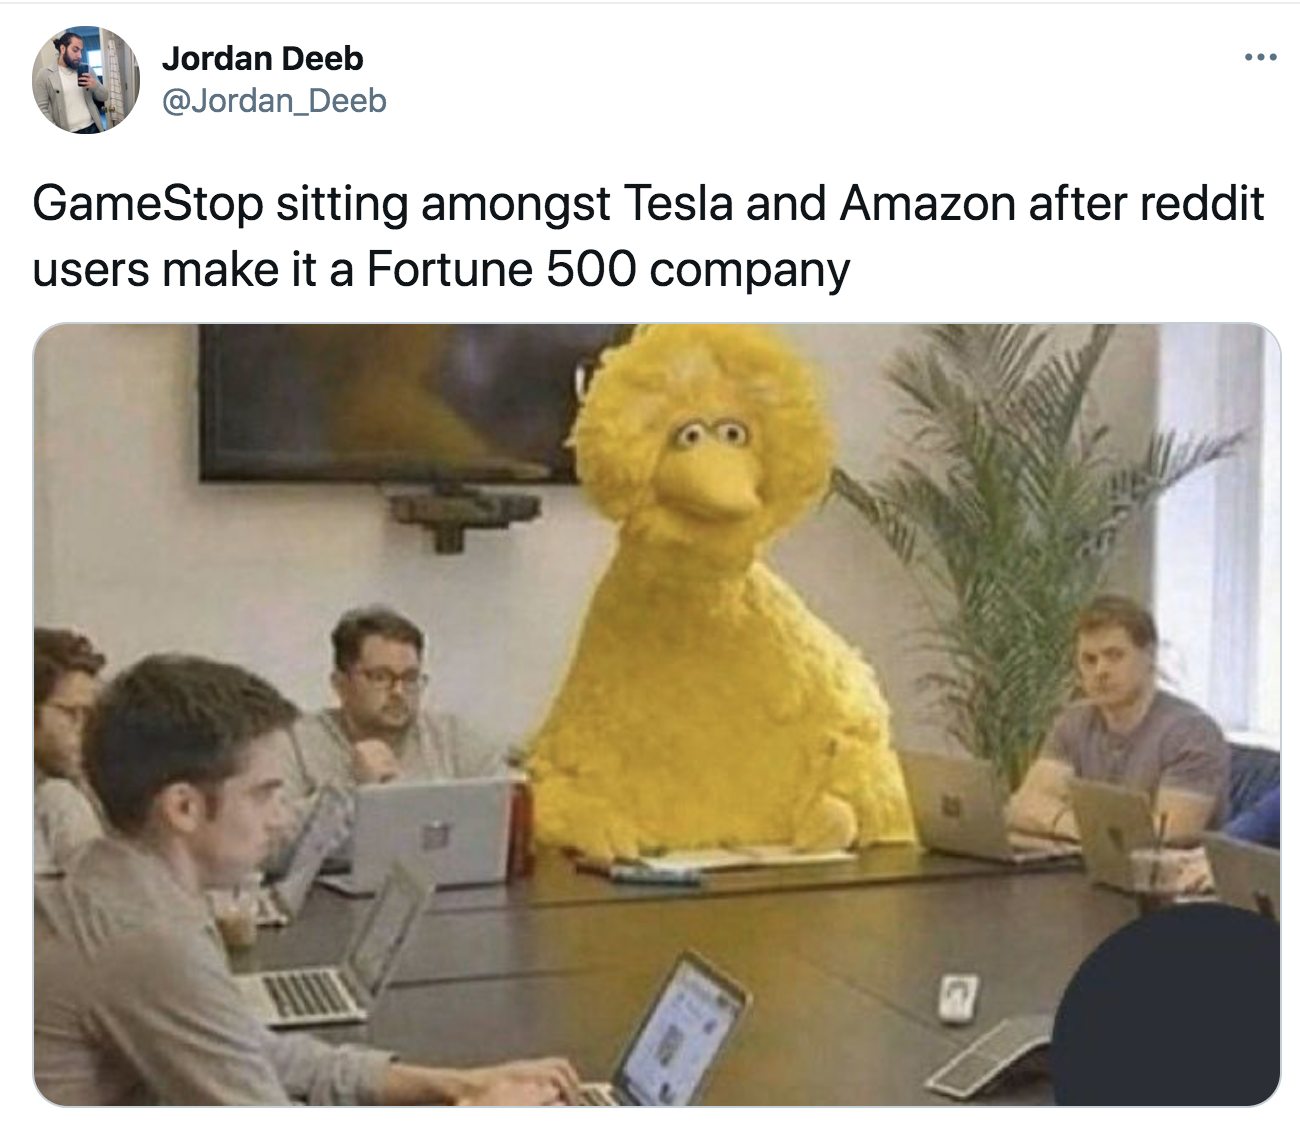 Jordan Deeb
@Jordan_Deeb
GameStop sitting amongst Tesla and Amazon after reddit
users make it a Fortune 500 company